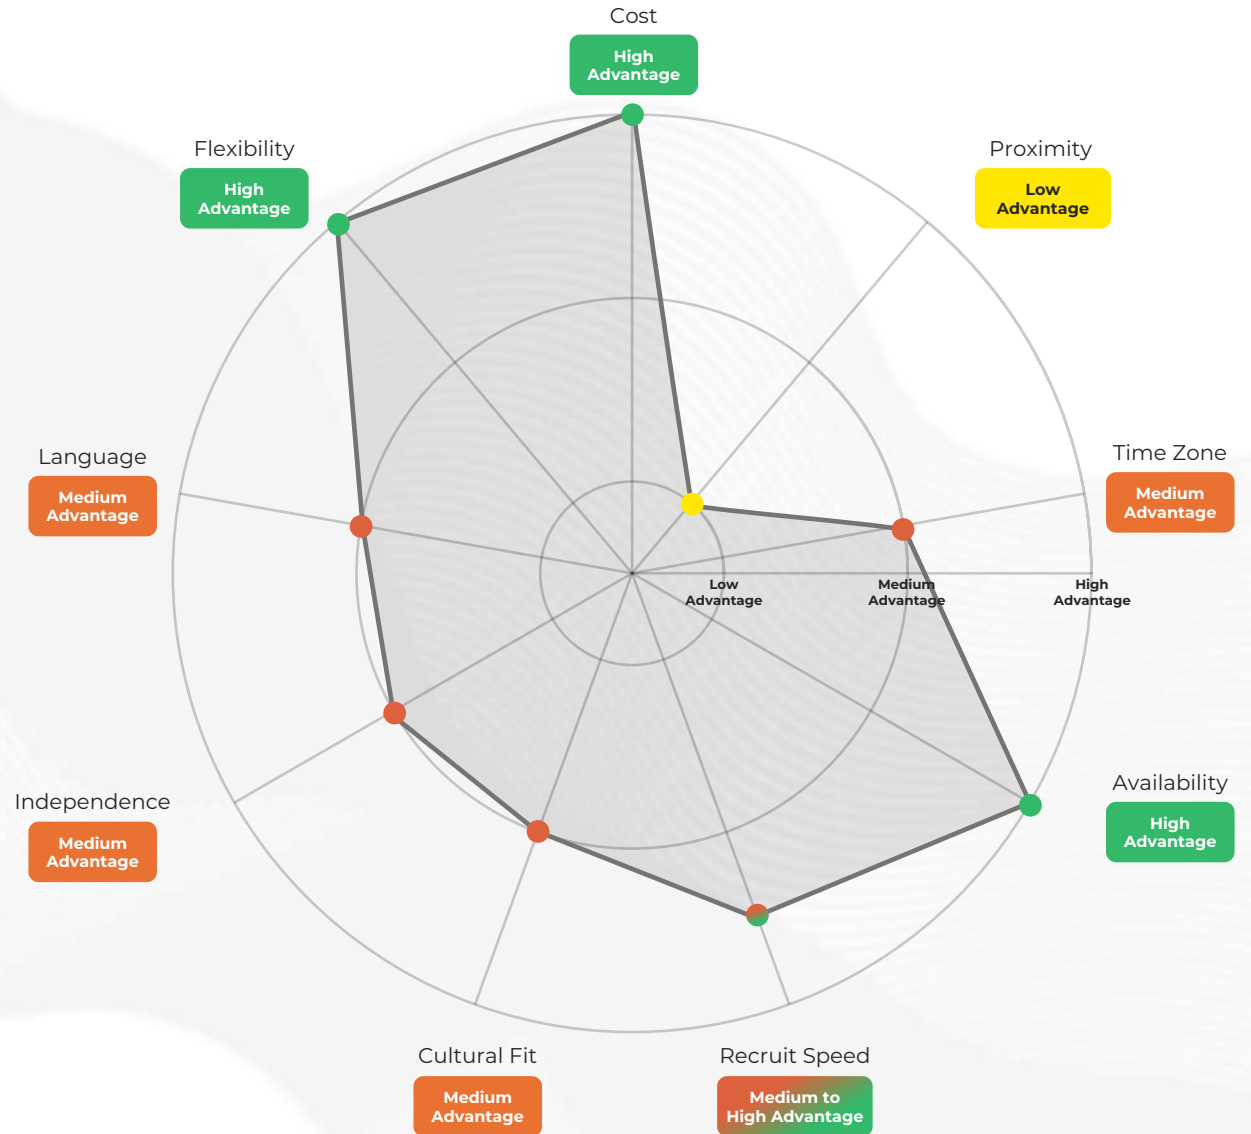 Cost
High
Advantage
Flexibility
High
Advantage
Proximity
Low
Advantage
Language
Medium
Advantage
Time Zone
Medium
Advantage
Low
Advantage
Medium
Advantage
High
Advantage
Independence
Medium
Advantage
Availability
High
Advantage
Cultural Fit
Medium
Advantage
Recruit Speed
Medium to
High Advantage